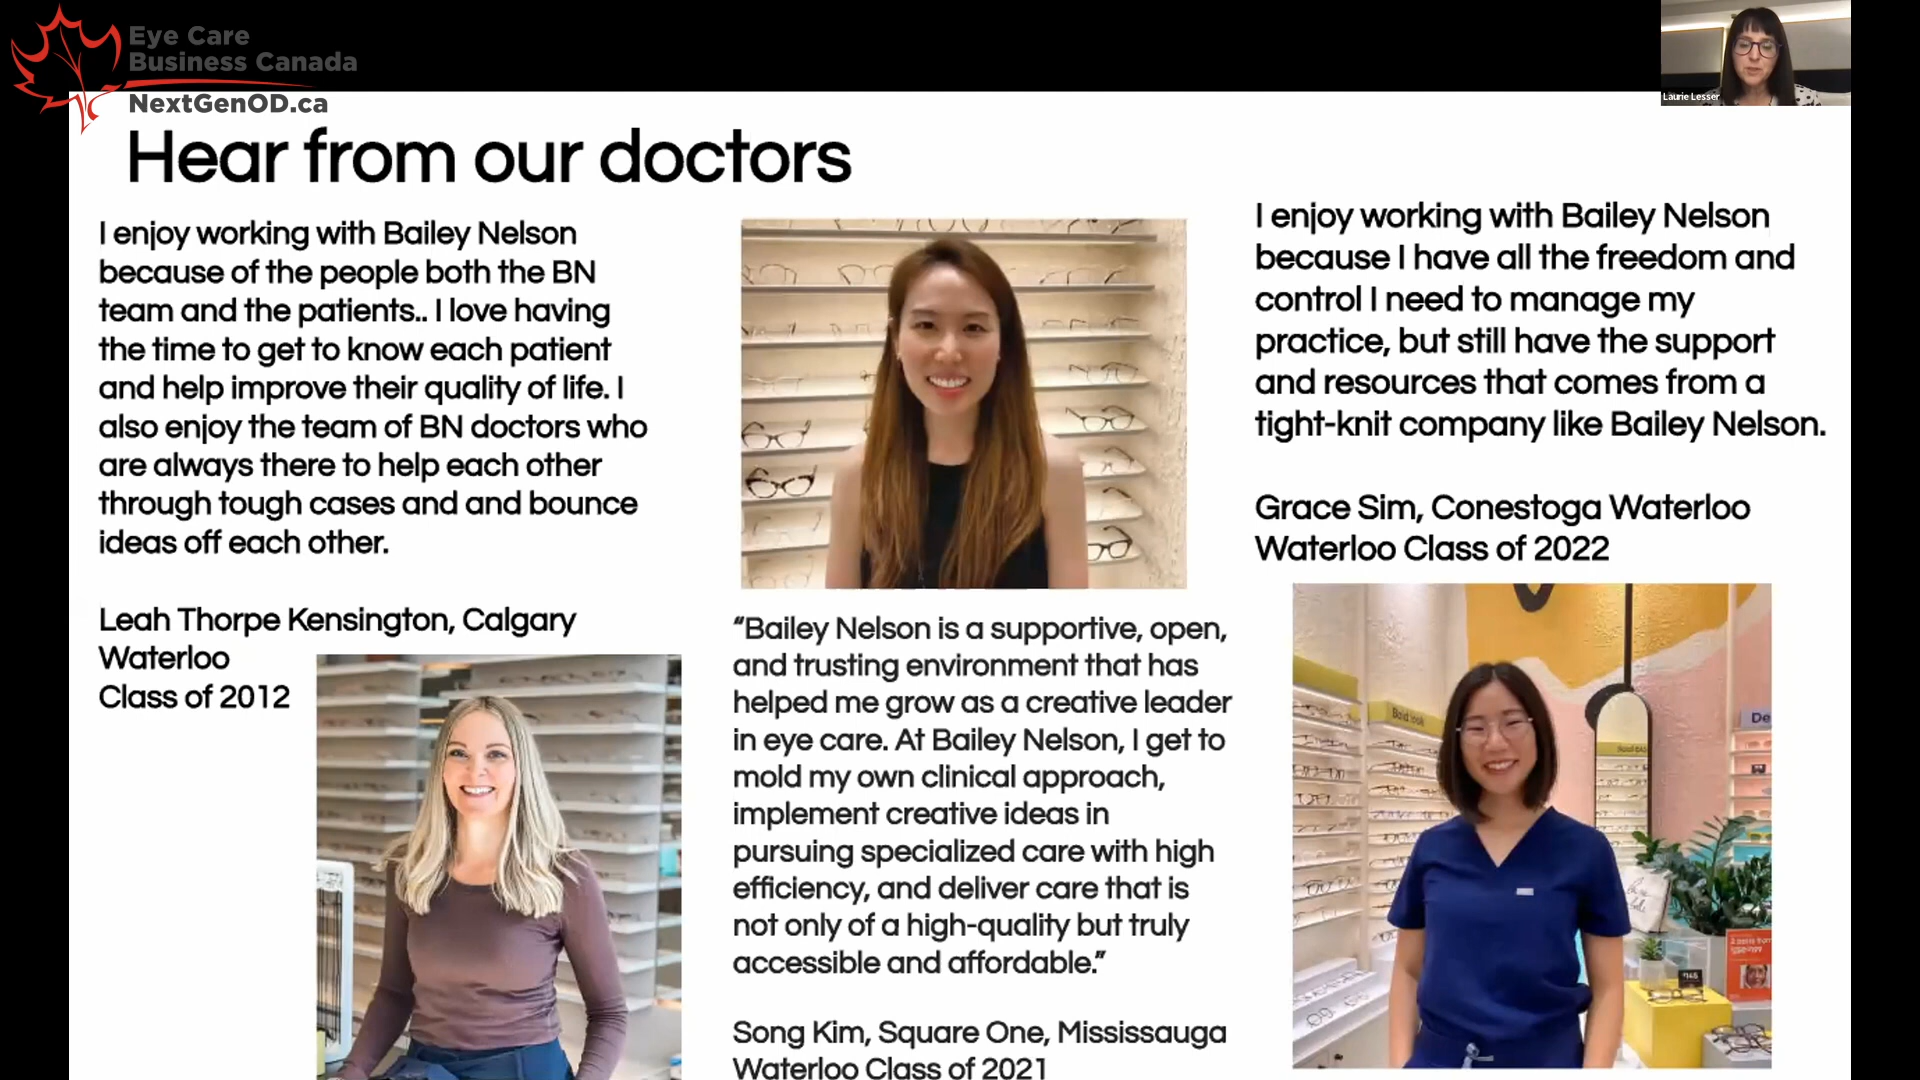 Eye Care
Business Canada
NextGenOD.ca
Laurie Lesser
Hear from our doctors
I enjoy working with Bailey Nelson
because of the people both the BN
team and the patients.. I love having
the time to get to know each patient
and help improve their quality of life. I
also enjoy the team of BN doctors who
are always there to help each other
through tough cases and and bounce
ideas off each other.
Leah Thorpe Kensington, Calgary
Waterloo
Class of 2012
“Bailey Nelson is a supportive, open,
and trusting environment that has
helped me grow as a creative leader
in eye care. At Bailey Nelson, I get to
mold my own clinical approach,
implement creative ideas in
pursuing specialized care with high
efficiency, and deliver care that is
not only of a high-quality but truly
accessible and affordable.”
Song Kim, Square One, Mississauga
Waterloo Class of 2021
I enjoy working with Bailey Nelson
because I have all the freedom and
control I need to manage my
practice, but still have the support
and resources that comes from a
tight-knit company like Bailey Nelson.
Grace Sim, Conestoga Waterloo
Waterloo Class of 2022
Bold look
De
$145